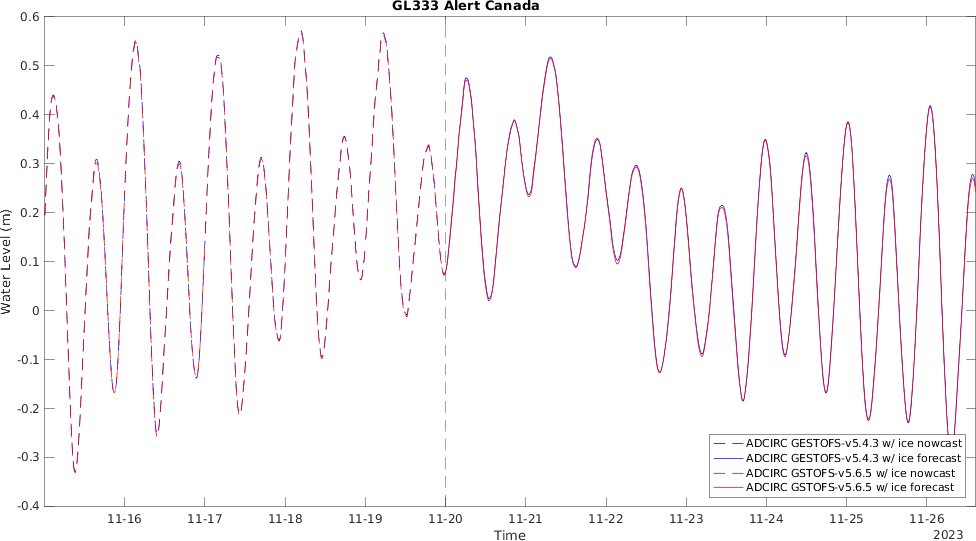 GL333 Alert Canada
0.6
0.5
0.4
0.3
0.2
0.1
0
-0.1
-0.2
-0.3
-0.4
Water Level (m)
ADCIRC GESTOFS-v5.4.3 w/ ice nowcast
ADCIRC GESTOFS-v5.4.3 w/ ice forecast
ADCIRC GSTOFS-v5.6.5 w/ ice nowcast
ADCIRC GSTOFS-v5.6.5 w/ ice forecast
11-16 11-17 11-18 11-19 11-20 11-21 11-22 11-23 11-24 11-25 11-26
Time
2023